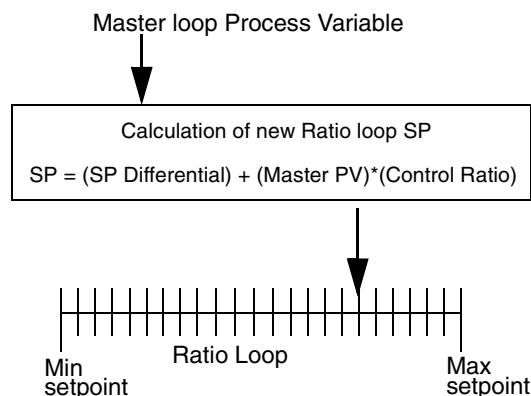 Master loop Process Variable
Calculation of new Ratio loop SP
SP = (SP Differential) + (Master PV)*(Control Ratio)
Ratio Loop
Min
setpoint
Max
setpoint